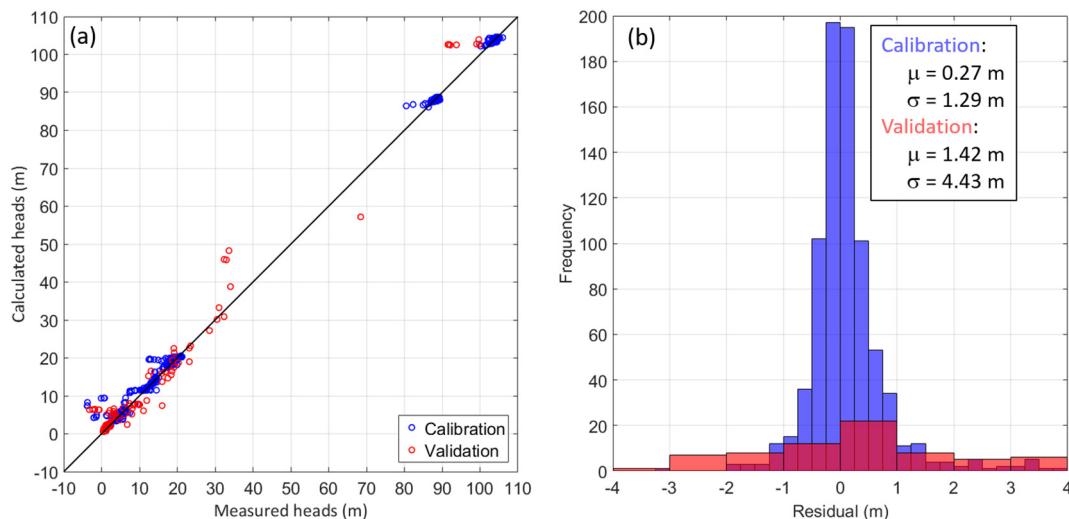 (a)
110
100
90
80
70
60
50
40
30
20
10
0
-10
Calculated heads (m)
-10 0 10 20 30 40 50 60 70 80 90 100 110
Measured heads (m)
Calibration
Validation
(b)
200
180
160
140
120
100
80
60
40
20
0
Frequency
-4 -3 -2 -1 0 1 2 3 4
Residual (m)
Calibration:
μ = 0.27 m
σ = 1.29 m
Validation:
μ = 1.42 m
σ = 4.43 m